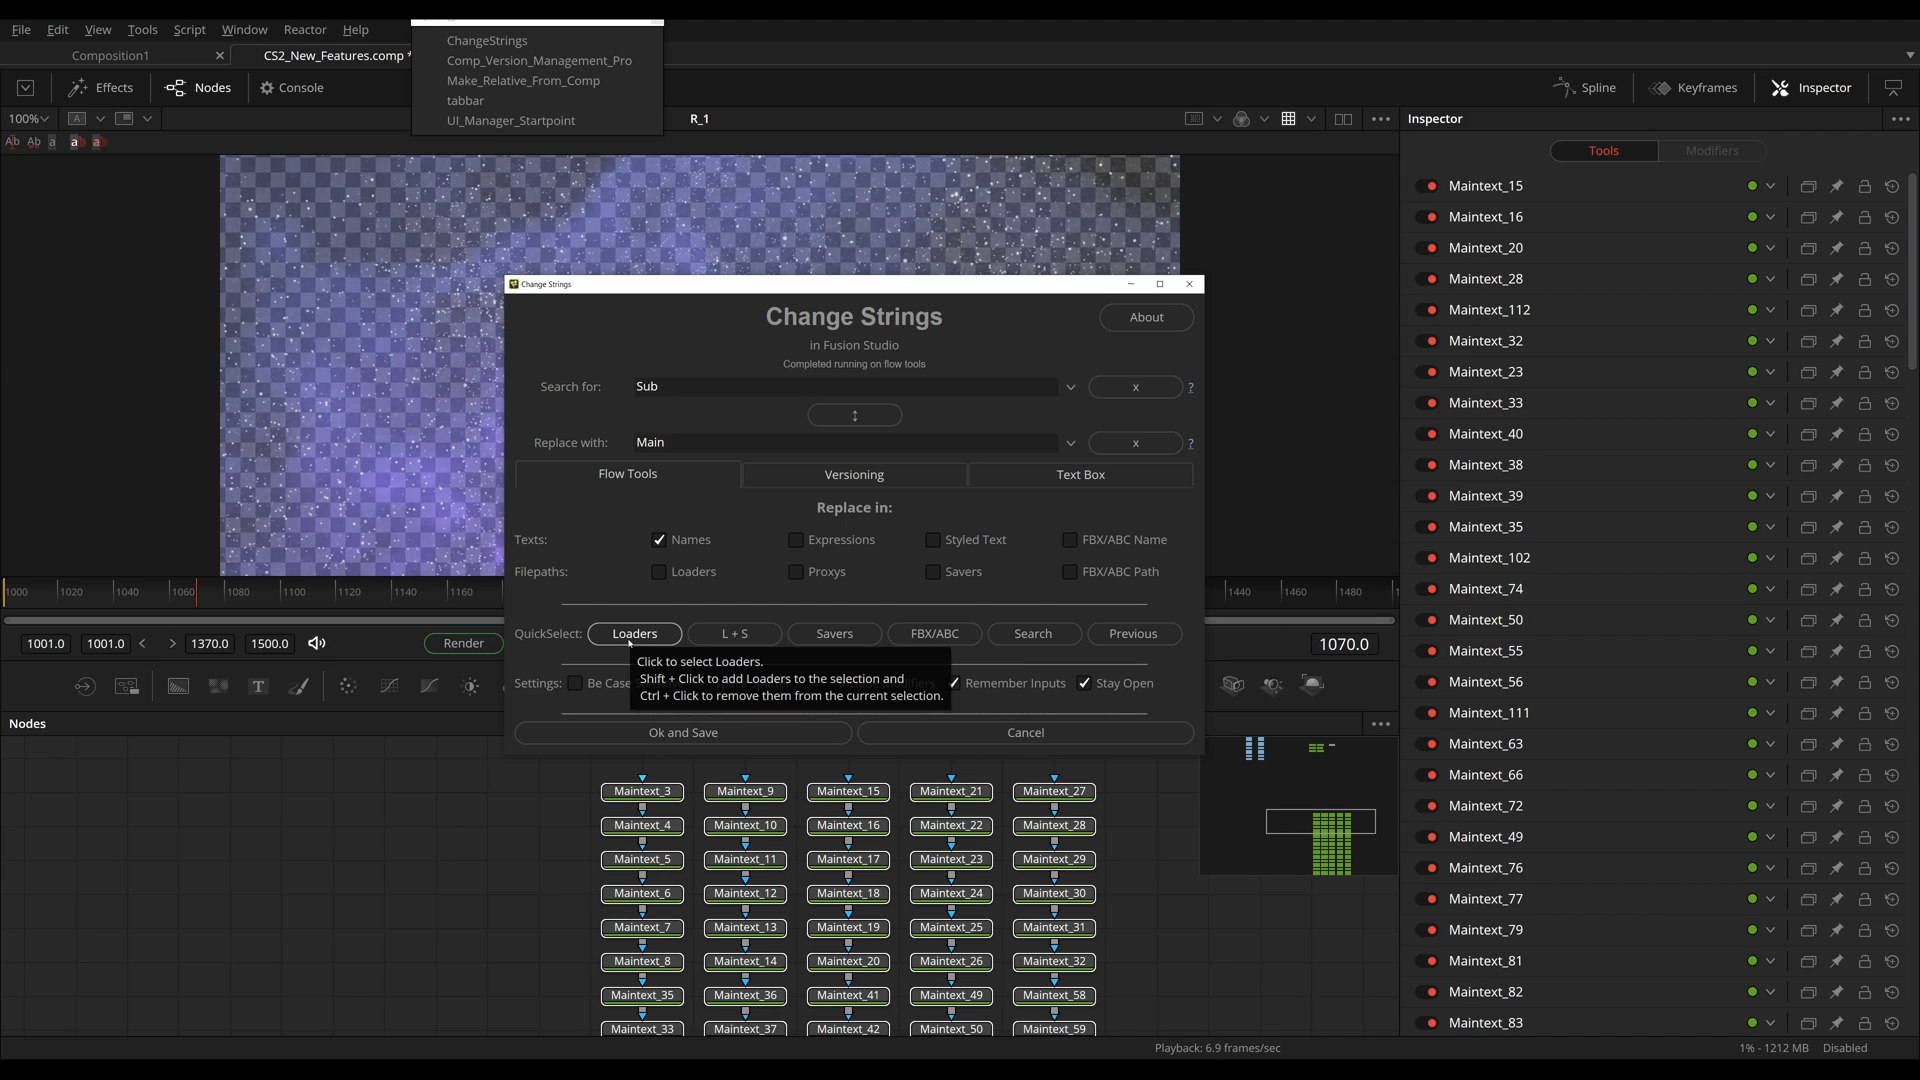 File Edit View Tools Script Window Reactor Help
ChangeStrings
Comp_Version_Management_Pro
Make_Relative_From_Comp
tabbar
UI_Manager_Startpoint
Composition1
CS2_New_Features.comp *
Effects Nodes Console Spline Keyframes Inspector
100% A R_1
Inspector
Tools Modifiers
Maintext_15
Maintext_16
Maintext_20
Maintext_28
Maintext_112
Maintext_32
Maintext_23
Maintext_33
Maintext_40
Maintext_38
Maintext_39
Maintext_35
Maintext_102
Maintext_74
Maintext_50
Maintext_55
Maintext_56
Maintext_111
Maintext_63
Maintext_66
Maintext_72
Maintext_49
Maintext_76
Maintext_77
Maintext_79
Maintext_81
Maintext_82
Maintext_83
Change Strings
Change Strings
About
in Fusion Studio
Completed running on flow tools
Search for: Sub x ?
Replace with: Main x ?
Flow Tools Versioning Text Box
Replace in:
Texts: Names Expressions Styled Text FBX/ABC Name
Filepaths: Loaders Proxys Savers FBX/ABC Path
QuickSelect: Loaders L + S Savers FBX/ABC Search Previous
Click to select Loaders.
Shift + Click to add Loaders to the selection and
Ctrl + Click to remove them from the current selection.
Settings: Be Case Remember Inputs Stay Open
Ok and Save Cancel
1000 1020 1040 1060 1080 1100 1120 1140 1160 1440 1460 1480
1001.0 1001.0 < > 1370.0 1500.0 Render 1070.0
Nodes
Maintext_3 Maintext_9 Maintext_15 Maintext_21 Maintext_27
Maintext_4 Maintext_10 Maintext_16 Maintext_22 Maintext_28
Maintext_5 Maintext_11 Maintext_17 Maintext_23 Maintext_29
Maintext_6 Maintext_12 Maintext_18 Maintext_24 Maintext_30
Maintext_7 Maintext_13 Maintext_19 Maintext_25 Maintext_31
Maintext_8 Maintext_14 Maintext_20 Maintext_26 Maintext_32
Maintext_35 Maintext_36 Maintext_41 Maintext_49 Maintext_58
Maintext_33 Maintext_37 Maintext_42 Maintext_50 Maintext_59
Playback: 6.9 frames/sec
1% - 1212 MB Disabled